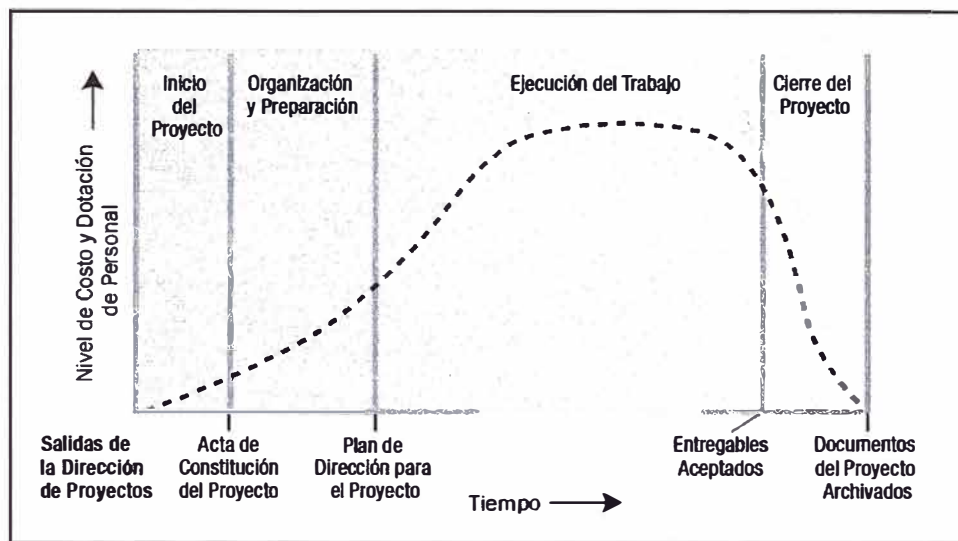 Inicio
del
Proyecto
Organización
y Preparación
Ejecución del Trabajo
Cierre del
Proyecto
Nivel de Costo y Dotación
de Personal
Salidas de
la Dirección
de Proyectos
Acta de
Constitución
del Proyecto
Plan de
Dirección para
el Proyecto
Entregables
Aceptados
Documentos
del Proyecto
Archivados
Tiempo